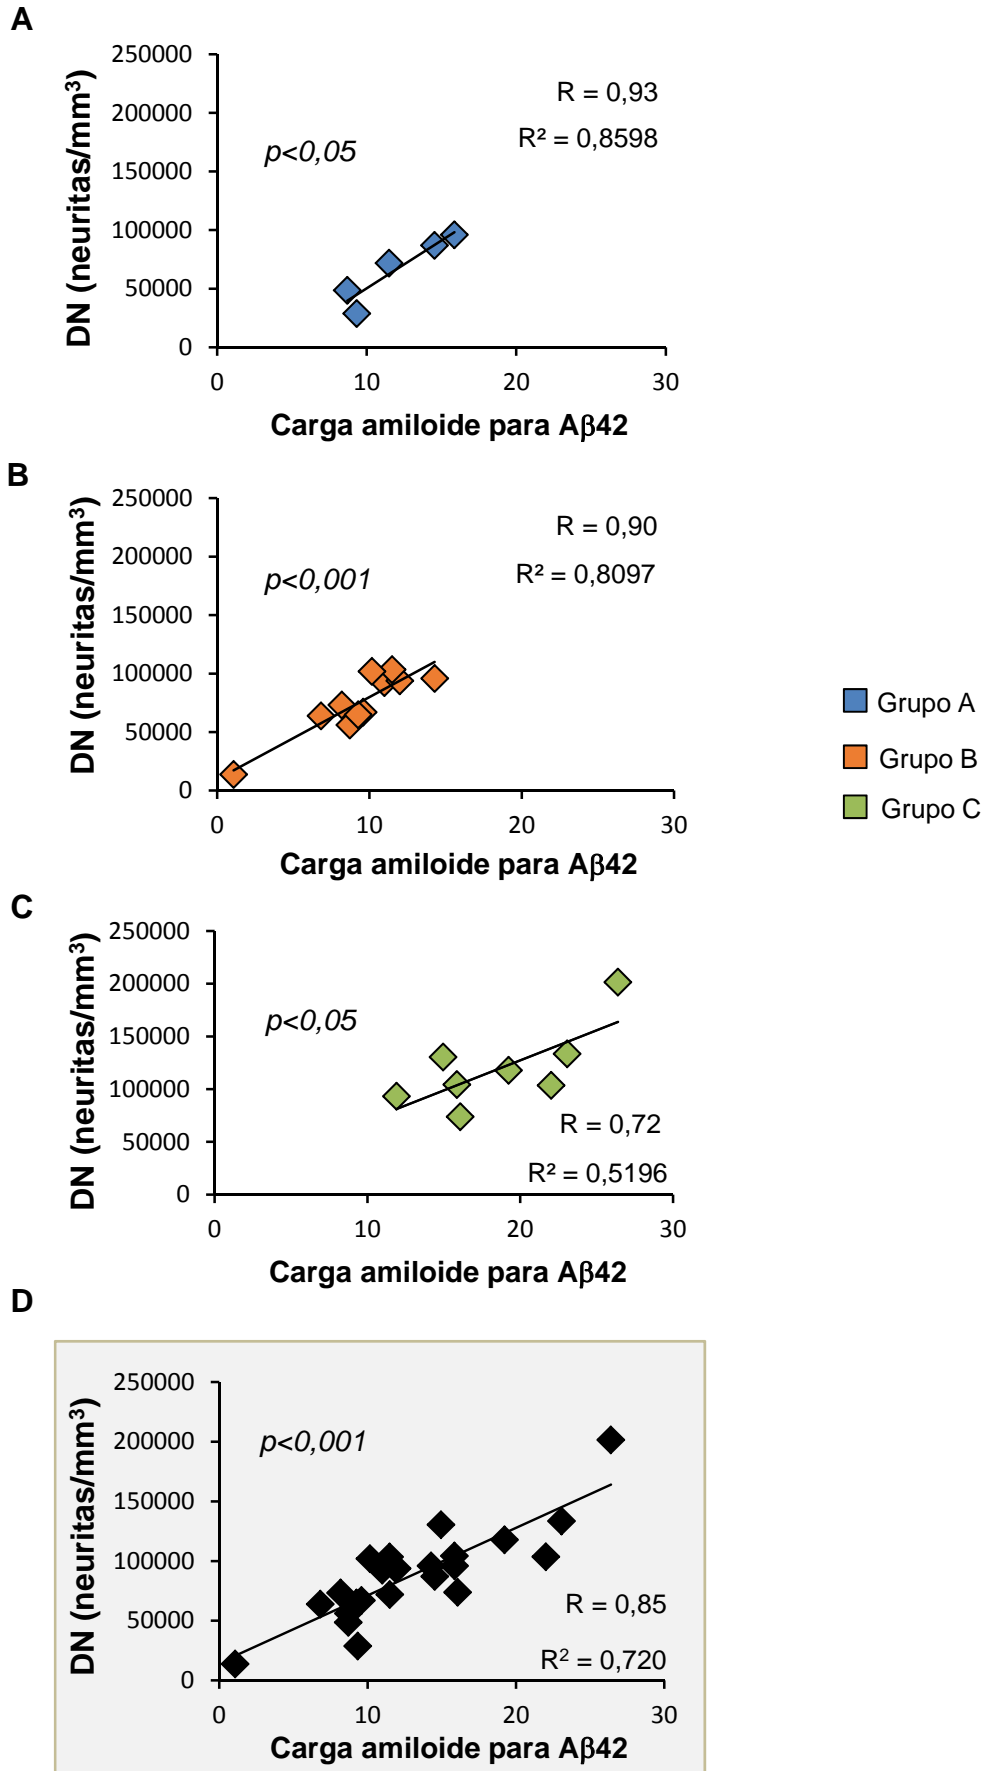 A
250000
200000
150000
100000
50000
0
DN (neuritas/mm³)
R = 0,93
R² = 0,8598
p<0,05
0 10 20 30
Carga amiloide para Aβ42
B
250000
200000
150000
100000
50000
0
DN (neuritas/mm³)
R = 0,90
R² = 0,8097
p<0,001
0 10 20 30
Carga amiloide para Aβ42
Grupo A
Grupo B
Grupo C
C
250000
200000
150000
100000
50000
0
DN (neuritas/mm³)
p<0,05
R = 0,72
R² = 0,5196
0 10 20 30
Carga amiloide para Aβ42
D
250000
200000
150000
100000
50000
0
DN (neuritas/mm³)
p<0,001
R = 0,85
R² = 0,720
0 10 20 30
Carga amiloide para Aβ42